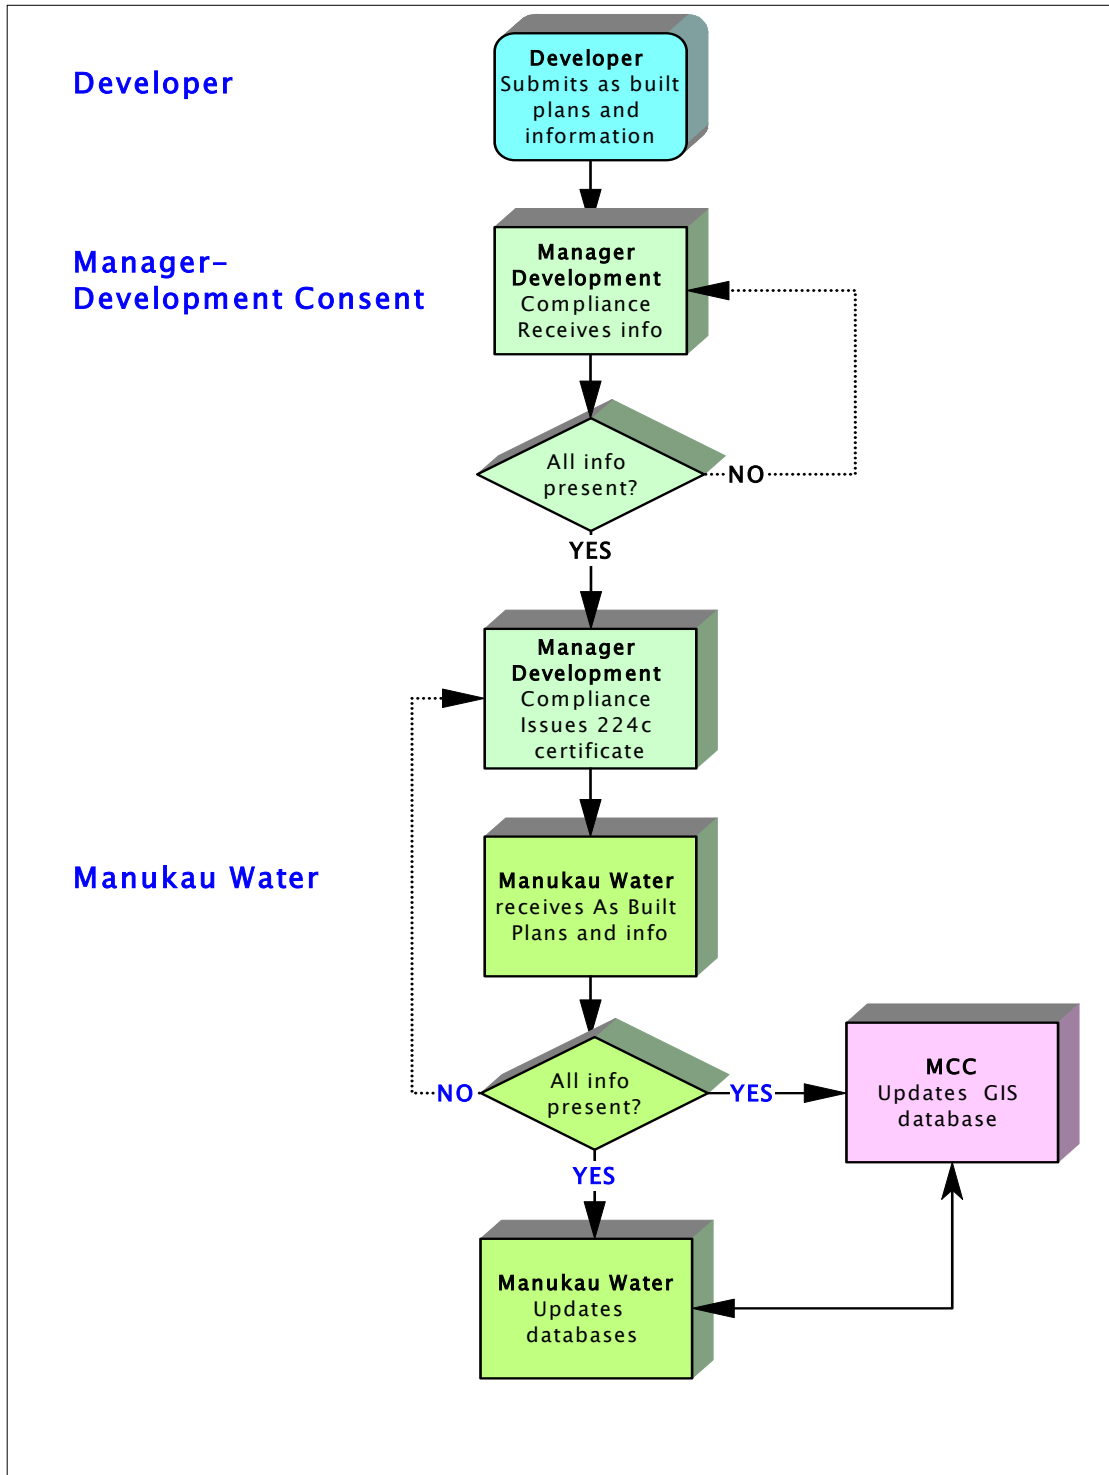 Developer
Developer
Submits as built
plans and
information
Manager-
Development Consent
Manager
Development
Compliance
Receives info
All info
present?
NO
YES
Manager
Development
Compliance
Issues 224c
certificate
Manukau Water
Manukau Water
receives As Built
Plans and info
All info
present?
NO
YES
YES
MCC
Updates GIS
database
Manukau Water
Updates
databases